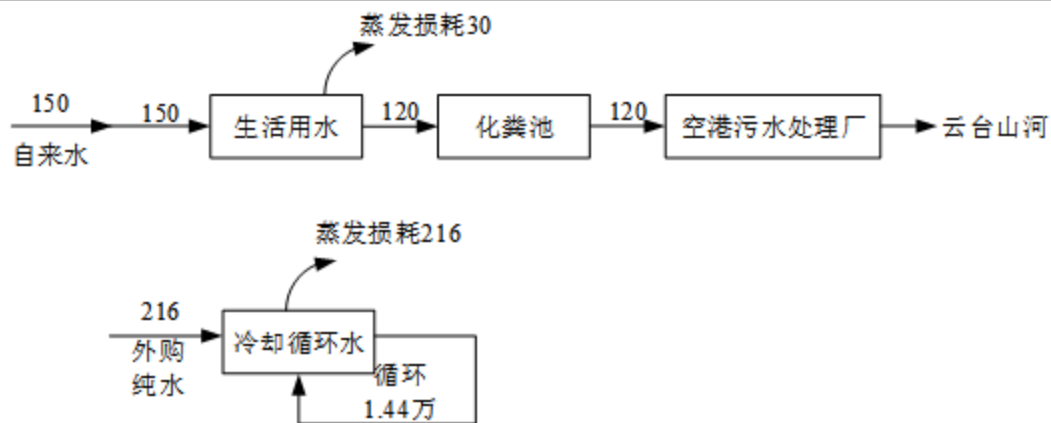 蒸发损耗30
150
自来水
150
生活用水
120
化粪池
120
空港污水处理厂
云台山河
蒸发损耗216
216
外购
纯水
冷却循环水
循环
1.44万